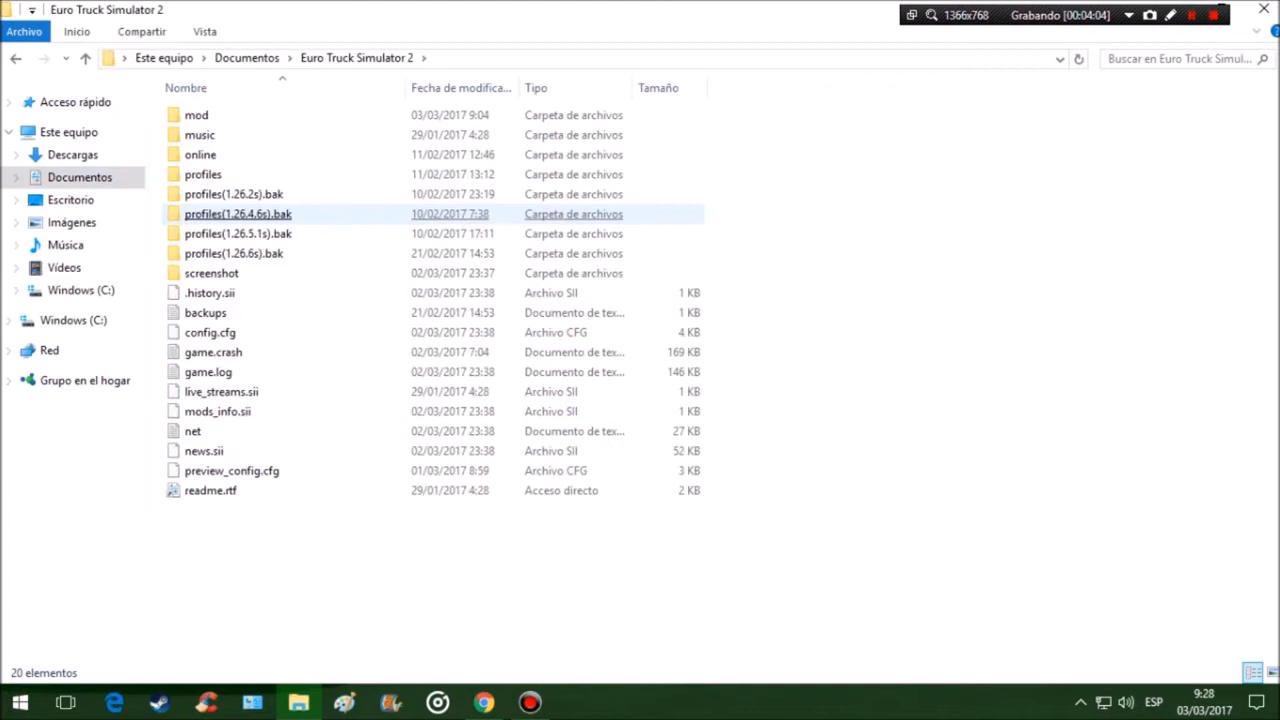 Euro Truck Simulator 2
1366x768 Grabando [00:04:04]
Archivo Inicio Compartir Vista
Este equipo Documentos Euro Truck Simulator 2
Buscar en Euro Truck Simul...
Nombre Fecha de modifica... Tipo Tamaño
Acceso rápido
Este equipo
Descargas
Documentos
Escritorio
Imágenes
Música
Vídeos
Windows (C:)
Windows (C:)
Red
Grupo en el hogar
mod 03/03/2017 9:04 Carpeta de archivos
music 29/01/2017 4:28 Carpeta de archivos
online 11/02/2017 12:46 Carpeta de archivos
profiles 11/02/2017 13:12 Carpeta de archivos
profiles(1.26.2s).bak 10/02/2017 23:19 Carpeta de archivos
profiles(1.26.4.6s).bak 10/02/2017 7:38 Carpeta de archivos
profiles(1.26.5.1s).bak 10/02/2017 17:11 Carpeta de archivos
profiles(1.26.6s).bak 21/02/2017 14:53 Carpeta de archivos
screenshot 02/03/2017 23:37 Carpeta de archivos
.history.sii 02/03/2017 23:38 Archivo SII 1 KB
backups 21/02/2017 14:53 Documento de tex... 1 KB
config.cfg 02/03/2017 23:38 Archivo CFG 4 KB
game.crash 02/03/2017 7:04 Documento de tex... 169 KB
game.log 02/03/2017 23:38 Documento de tex... 146 KB
live_streams.sii 29/01/2017 4:28 Archivo SII 1 KB
mods_info.sii 02/03/2017 23:38 Archivo SII 1 KB
net 02/03/2017 23:38 Documento de tex... 27 KB
news.sii 02/03/2017 23:38 Archivo SII 52 KB
preview_config.cfg 01/03/2017 8:59 Archivo CFG 3 KB
readme.rtf 29/01/2017 4:28 Acceso directo 2 KB
20 elementos
ESP
9:28
03/03/2017